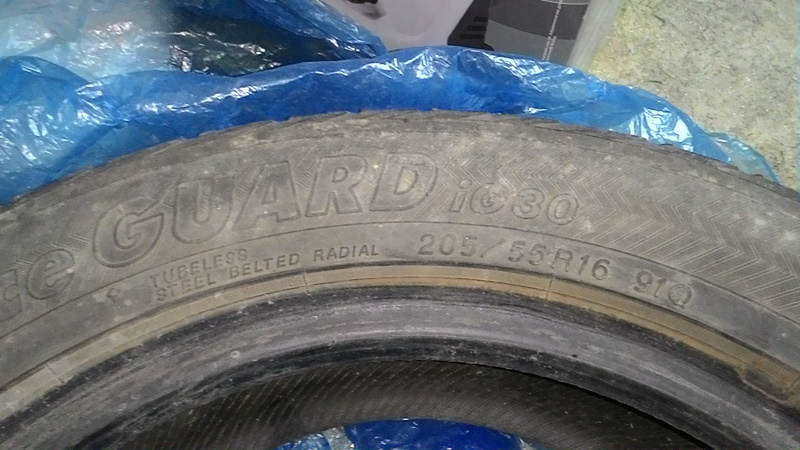 ce GUARD iG30
TUBELESS
STEEL BELTED RADIAL 205/55R16 91Q